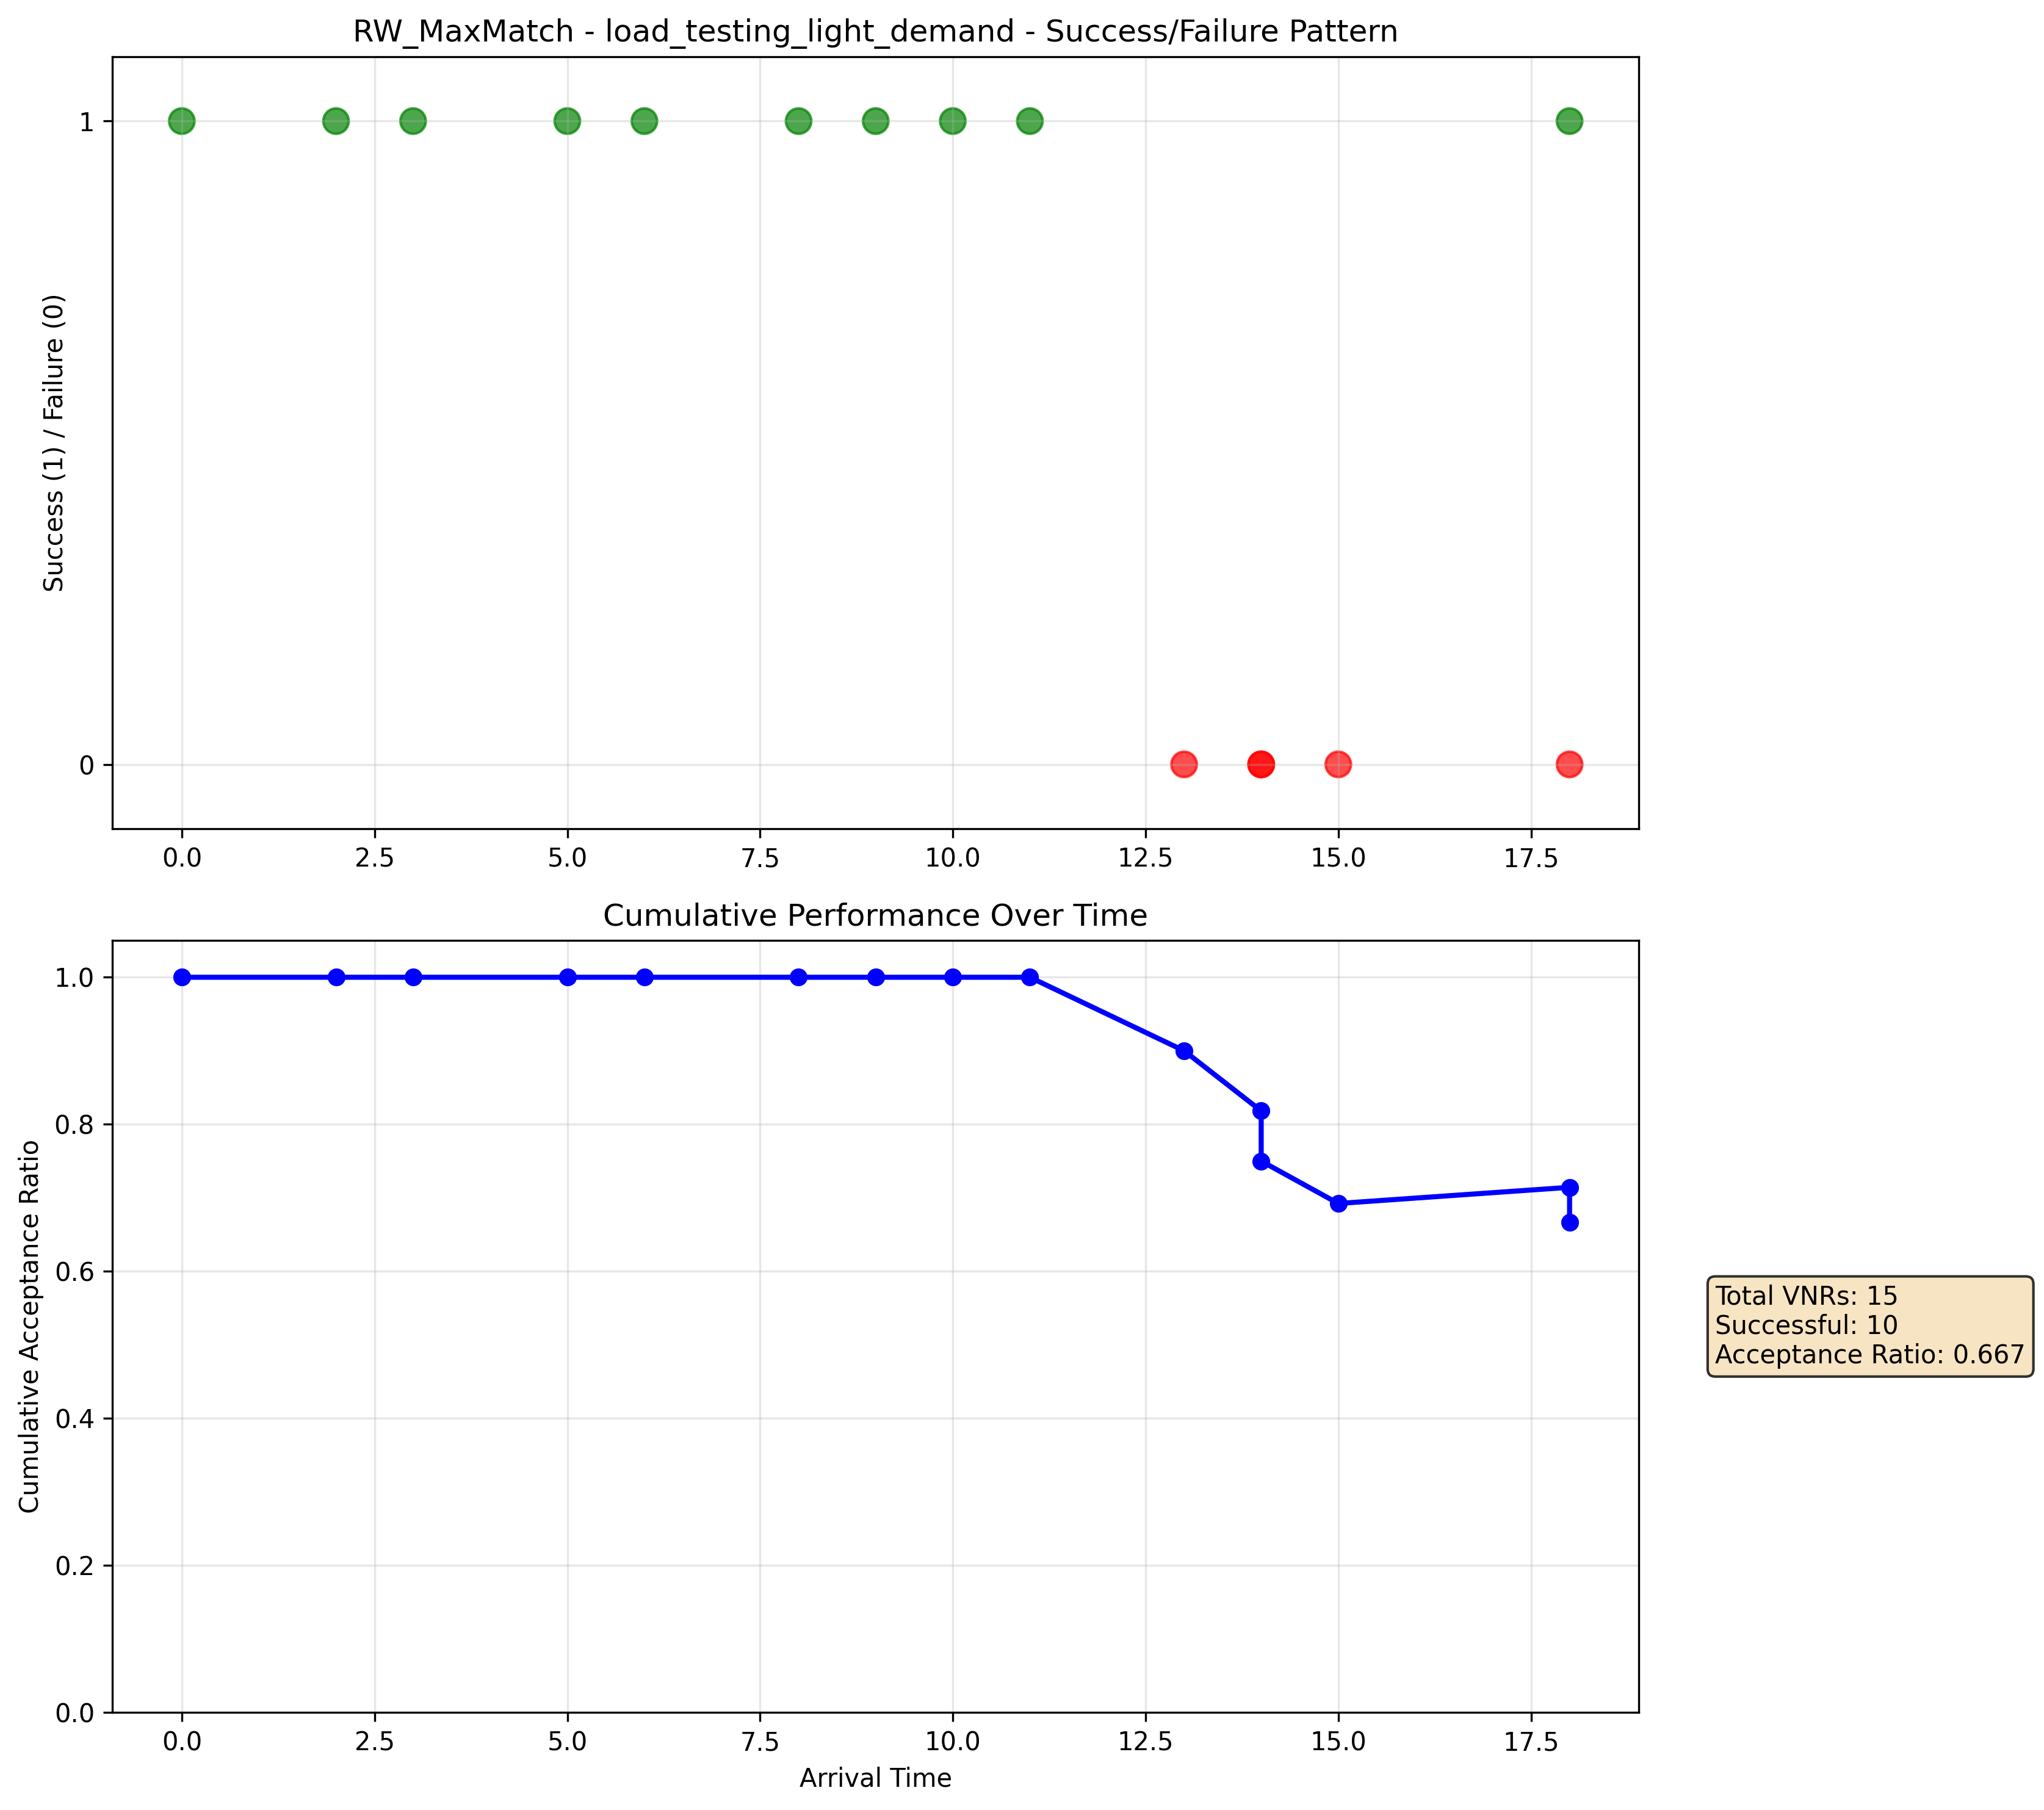 RW_MaxMatch - load_testing_light_demand - Success/Failure Pattern
Success (1) / Failure (0)
1
0
0.0 2.5 5.0 7.5 10.0 12.5 15.0 17.5
Cumulative Performance Over Time
Cumulative Acceptance Ratio
1.0
0.8
0.6
0.4
0.2
0.0
0.0 2.5 5.0 7.5 10.0 12.5 15.0 17.5
Arrival Time
Total VNRs: 15
Successful: 10
Acceptance Ratio: 0.667